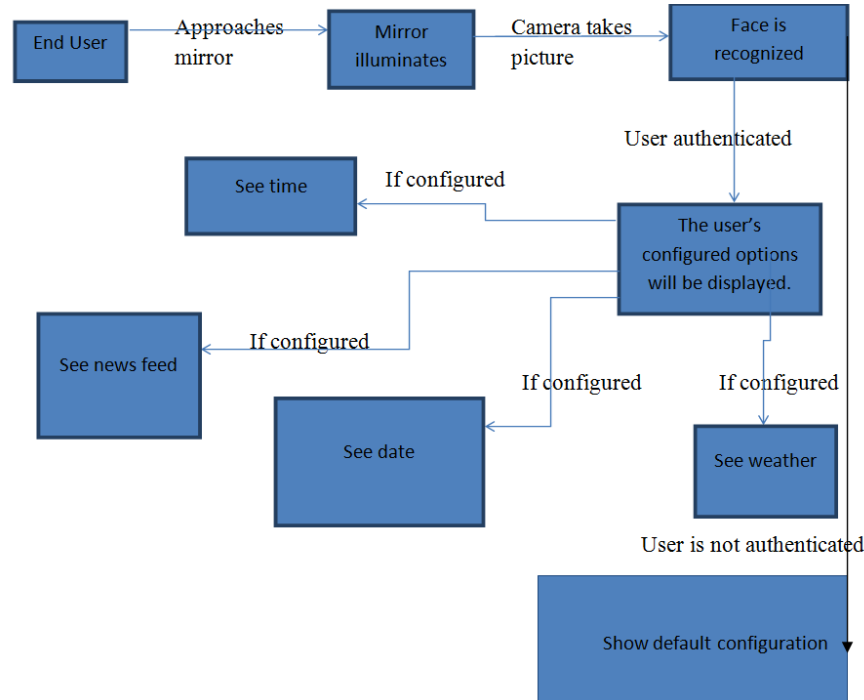 End User
Approaches
mirror
Mirror
illuminates
Camera takes
picture
Face is
recognized
User authenticated
See time
If configured
The user’s
configured options
will be displayed.
See news feed
If configured
See date
If configured
If configured
See weather
User is not authenticated
Show default configuration